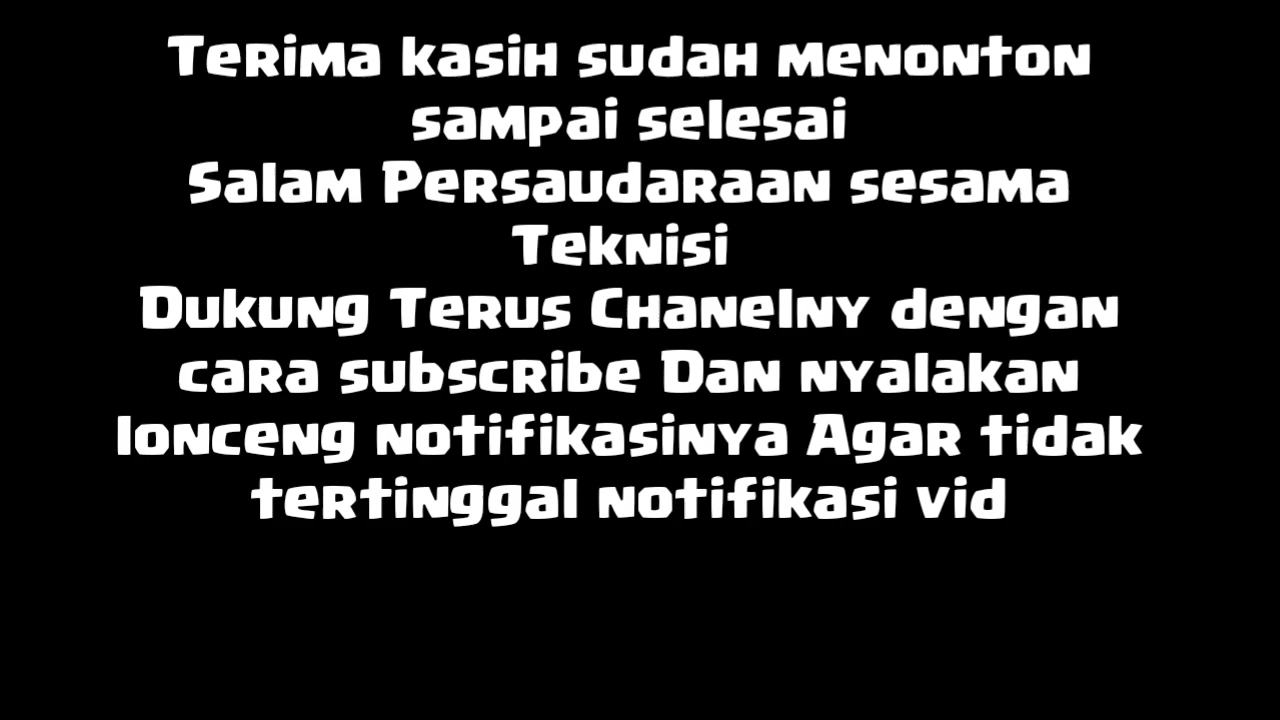 Terima kasih sudah menonton
sampai selesai
Salam Persaudaraan sesama
Teknisi
Dukung Terus Chanelny dengan
cara subscribe Dan nyalakan
lonceng notifikasinya Agar tidak
tertinggal notifikasi vid